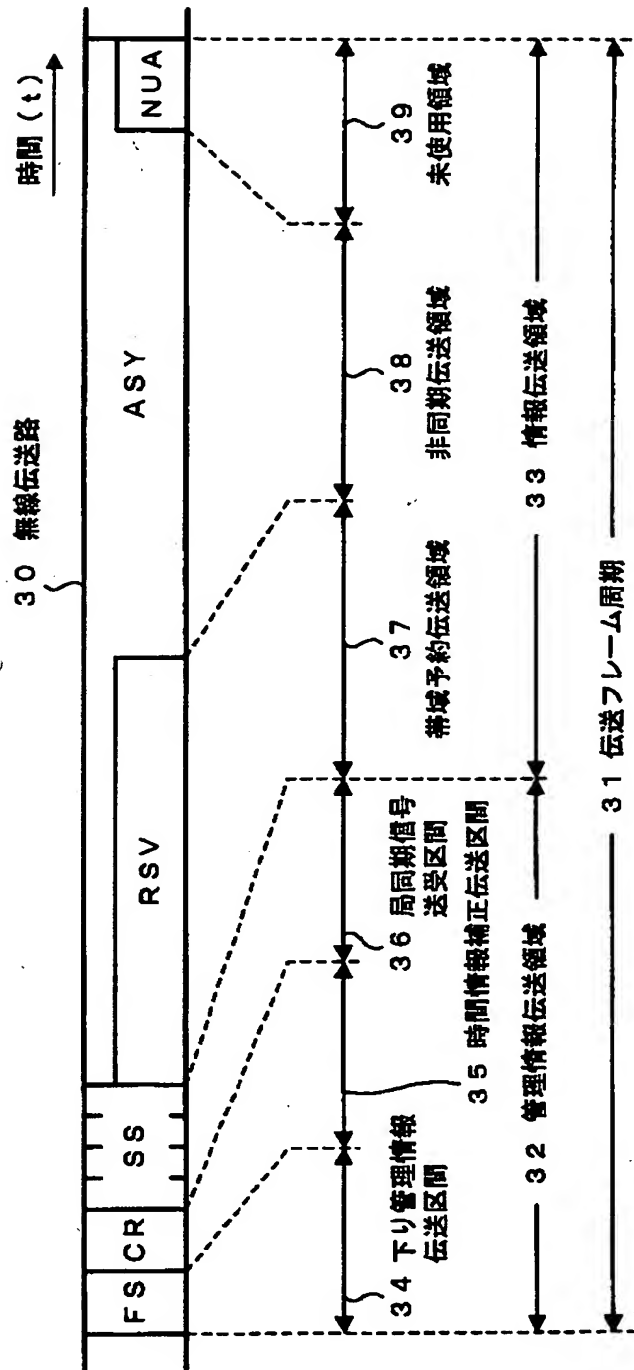 時間(t)
30 無線伝送路
FS
CR
SS
RSV
ASY
NUA
34 下り管理情報
伝送区間
35 時間情報補正伝送区間
36 局同期信号
送受区間
37
帯域予約伝送領域
38
非同期伝送領域
39
未使用領域
32 管理情報伝送領域
33 情報伝送領域
31 伝送フレーム周期